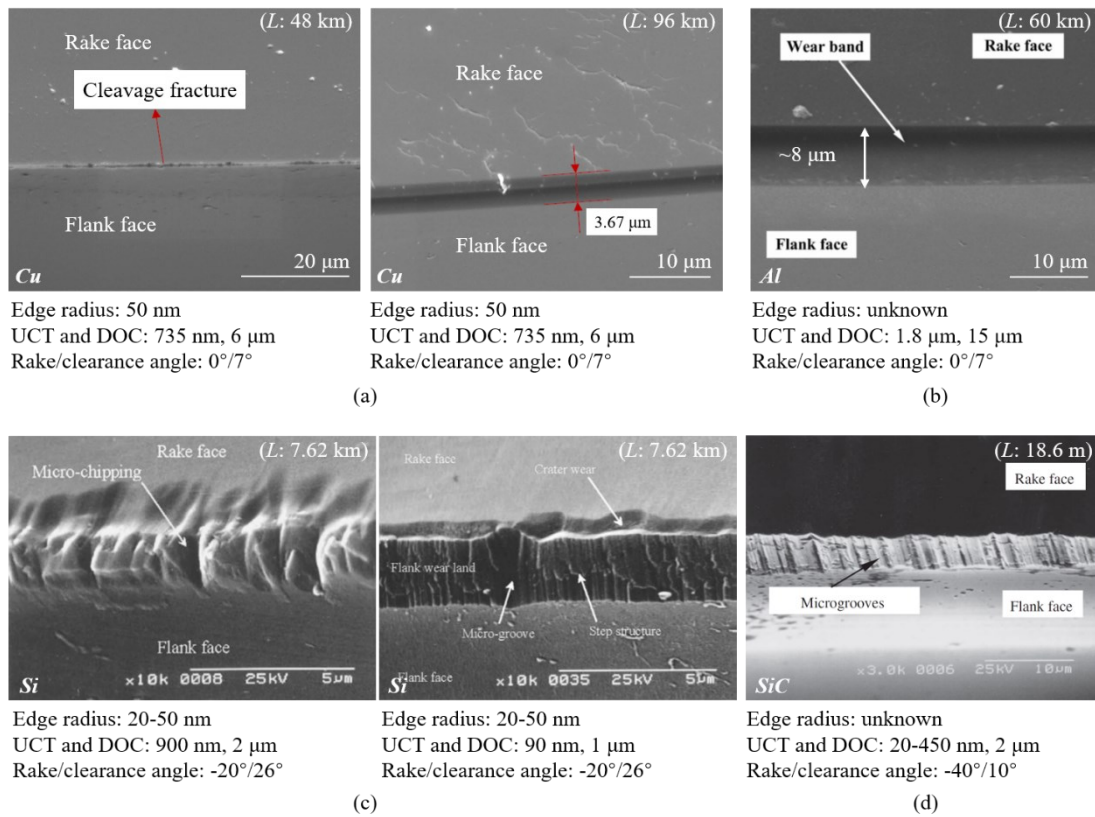 (L: 48 km)
Rake face
Cleavage fracture
Flank face
20 μm
Cu
(L: 96 km)
Rake face
3.67 μm
Flank face
10 μm
Cu
(L: 60 km)
Wear band
Rake face
~8 μm
Flank face
10 μm
Al
Edge radius: 50 nm
UCT and DOC: 735 nm, 6 μm
Rake/clearance angle: 0°/7°
Edge radius: 50 nm
UCT and DOC: 735 nm, 6 μm
Rake/clearance angle: 0°/7°
Edge radius: unknown
UCT and DOC: 1.8 μm, 15 μm
Rake/clearance angle: 0°/7°
(a)
(b)
(L: 7.62 km)
Rake face
Micro-chipping
Flank face
Si
x10k 0008 25kV 5μm
(L: 7.62 km)
Rake face
Crater wear
Flank wear land
Micro-groove
Step structure
Flank face
Si
x10k 0035 25kV 5μm
(L: 18.6 m)
Rake face
Microgrooves
Flank face
SiC
x3.0k 0006 25kV 10μm
Edge radius: 20-50 nm
UCT and DOC: 900 nm, 2 μm
Rake/clearance angle: -20°/26°
Edge radius: 20-50 nm
UCT and DOC: 90 nm, 1 μm
Rake/clearance angle: -20°/26°
Edge radius: unknown
UCT and DOC: 20-450 nm, 2 μm
Rake/clearance angle: -40°/10°
(c)
(d)